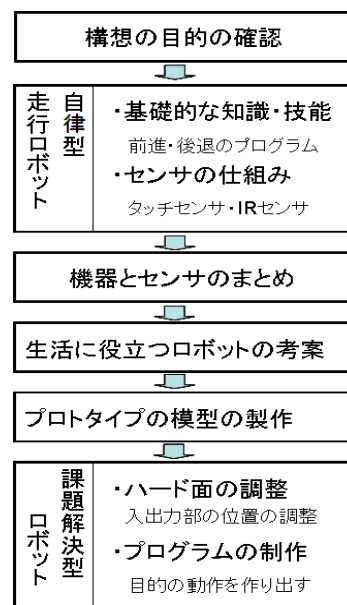 構想の目的の確認
自律型
走行ロボット
・基礎的な知識・技能
前進・後退のプログラム
・センサの仕組み
タッチセンサ・IRセンサ
機器とセンサのまとめ
生活に役立つロボットの考案
プロトタイプの模型の製作
課題解決型
ロボット
・ハード面の調整
入出力部の位置の調整
・プログラムの制作
目的の動作を作り出す